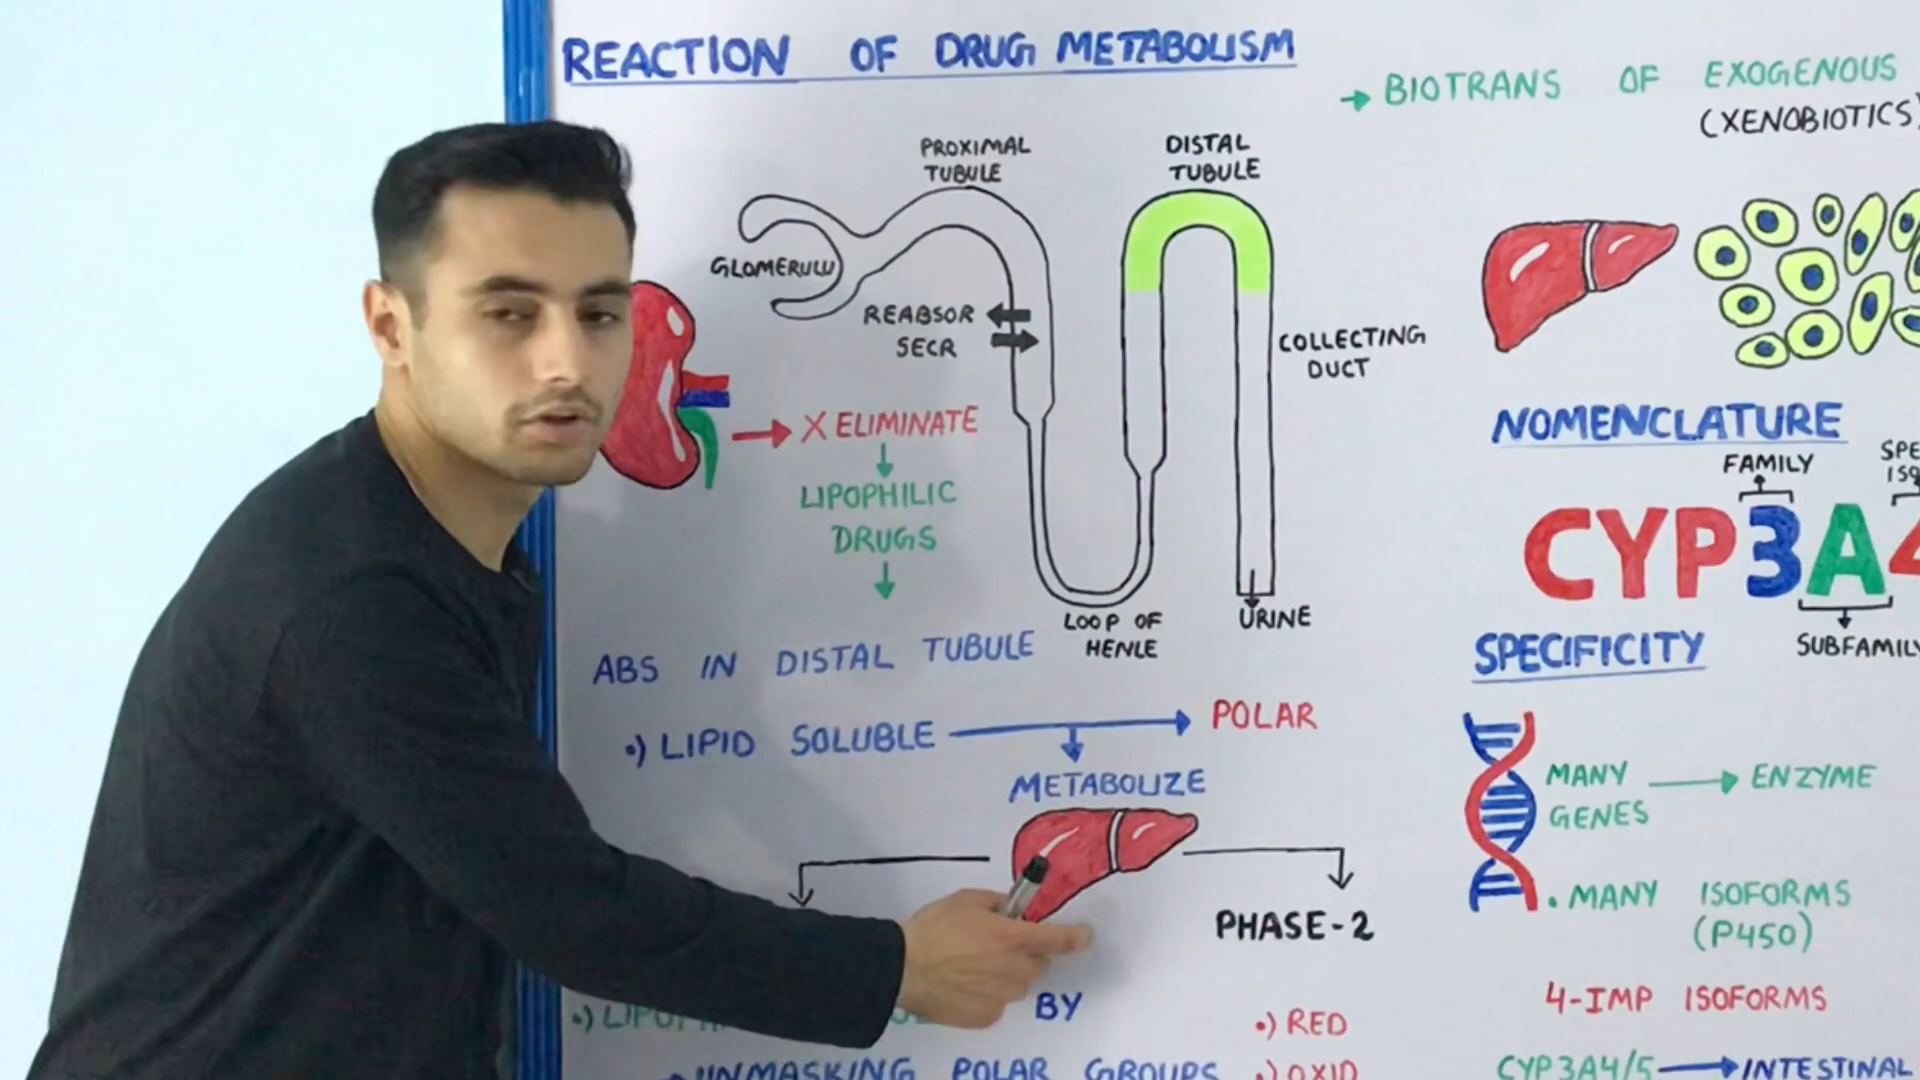 REACTION OF DRUG METABOLISM
PROXIMAL
TUBULE
DISTAL
TUBULE
GLOMERULU
REABSOR
SECR
COLLECTING
DUCT
X ELIMINATE
LIPOPHILIC
DRUGS
LOOP OF
HENLE
URINE
ABS IN DISTAL TUBULE
•) LIPID SOLUBLE
POLAR
METABOLIZE
PHASE-2
BY
UNMASKING POLAR GROUPS
•) RED
•) OXID
→ BIOTRANS OF EXOGENOUS
(XENOBIOTICS)
NOMENCLATURE
FAMILY
CYP3A4
SUBFAMILY
SPECIFICITY
MANY
GENES
ENZYME
• MANY ISOFORMS
(P450)
4-IMP ISOFORMS
CYP3A4/5 → INTESTINAL